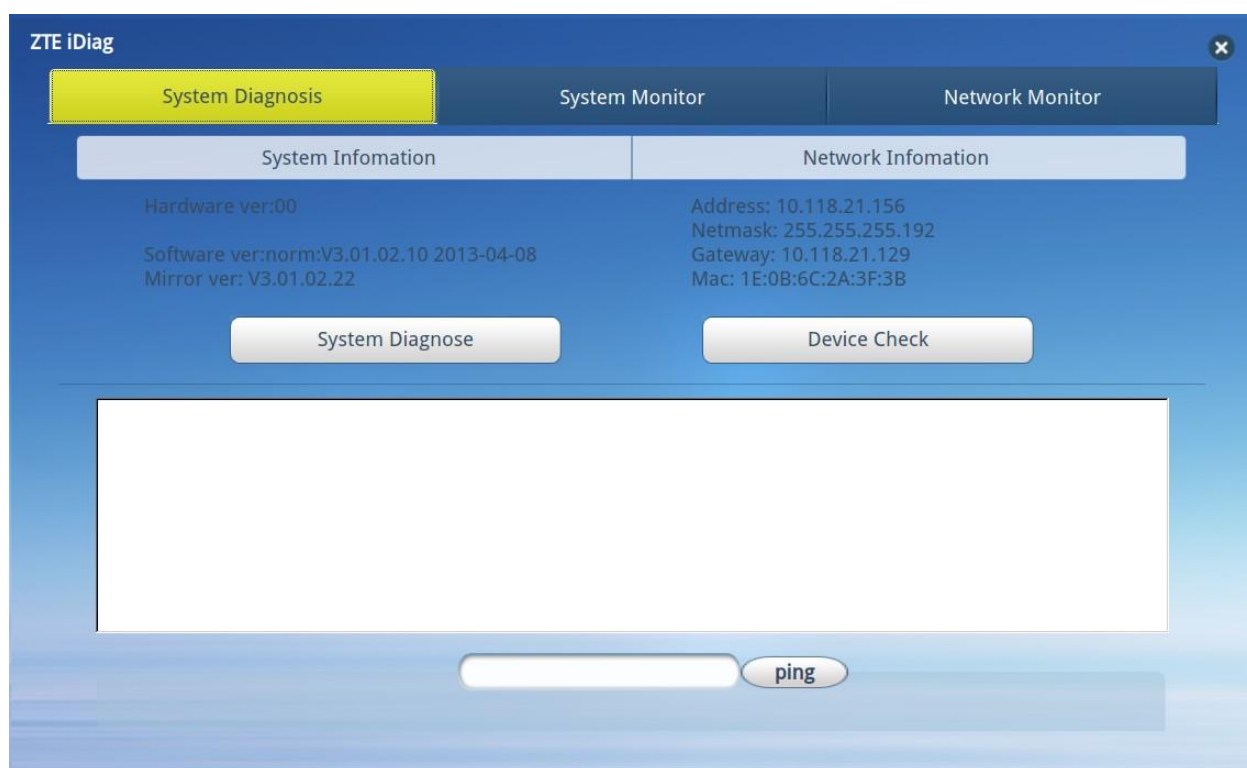 ZTE iDiag
System Diagnosis
System Monitor
Network Monitor
System Infomation
Network Infomation
Hardware ver:00
Software ver:norm:V3.01.02.10 2013-04-08
Mirror ver: V3.01.02.22
Address: 10.118.21.156
Netmask: 255.255.255.192
Gateway: 10.118.21.129
Mac: 1E:0B:6C:2A:3F:3B
System Diagnose
Device Check
ping